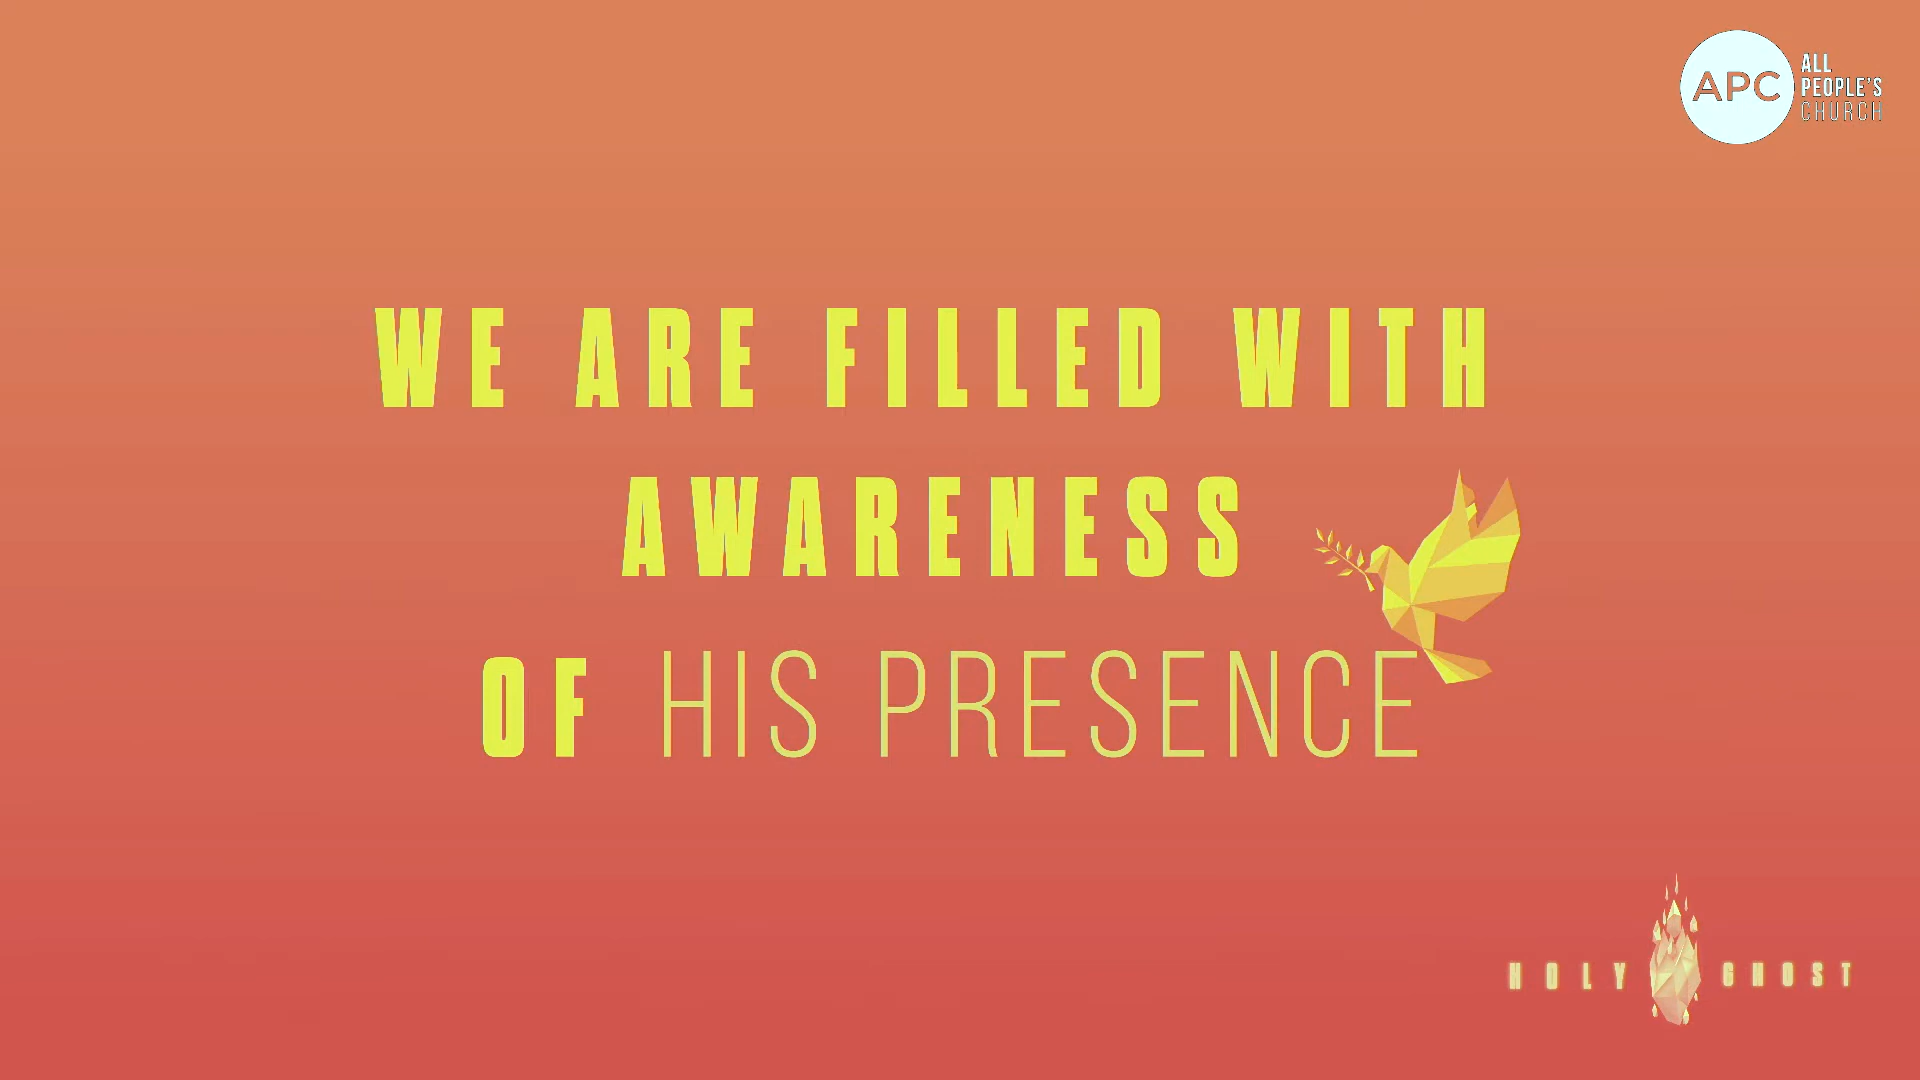 APC
ALL
PEOPLE'S
CHURCH
WE ARE FILLED WITH
AWARENESS
OF HIS PRESENCE
HOLY GHOST